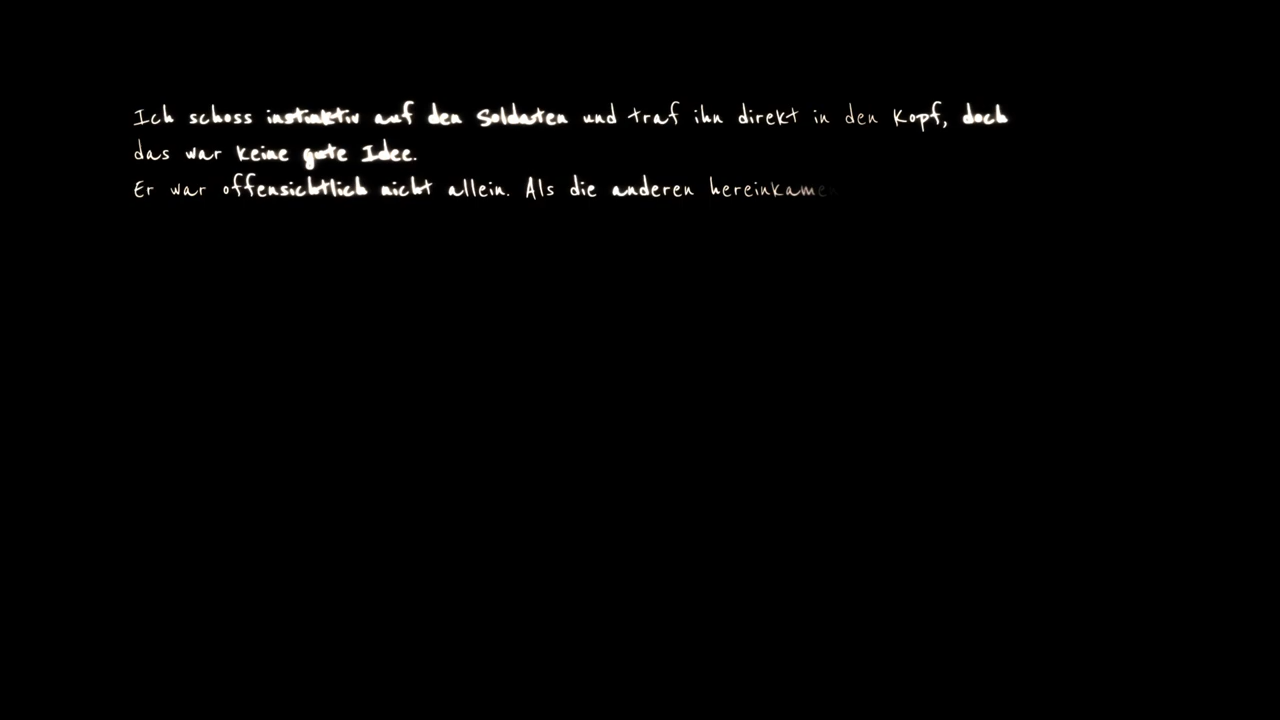 Ich schoss instinktiv auf den Soldaten und traf ihn direkt in den Kopf, doch
das war keine gute Idee.
Er war offensichtlich nicht allein. Als die anderen hereinkamen